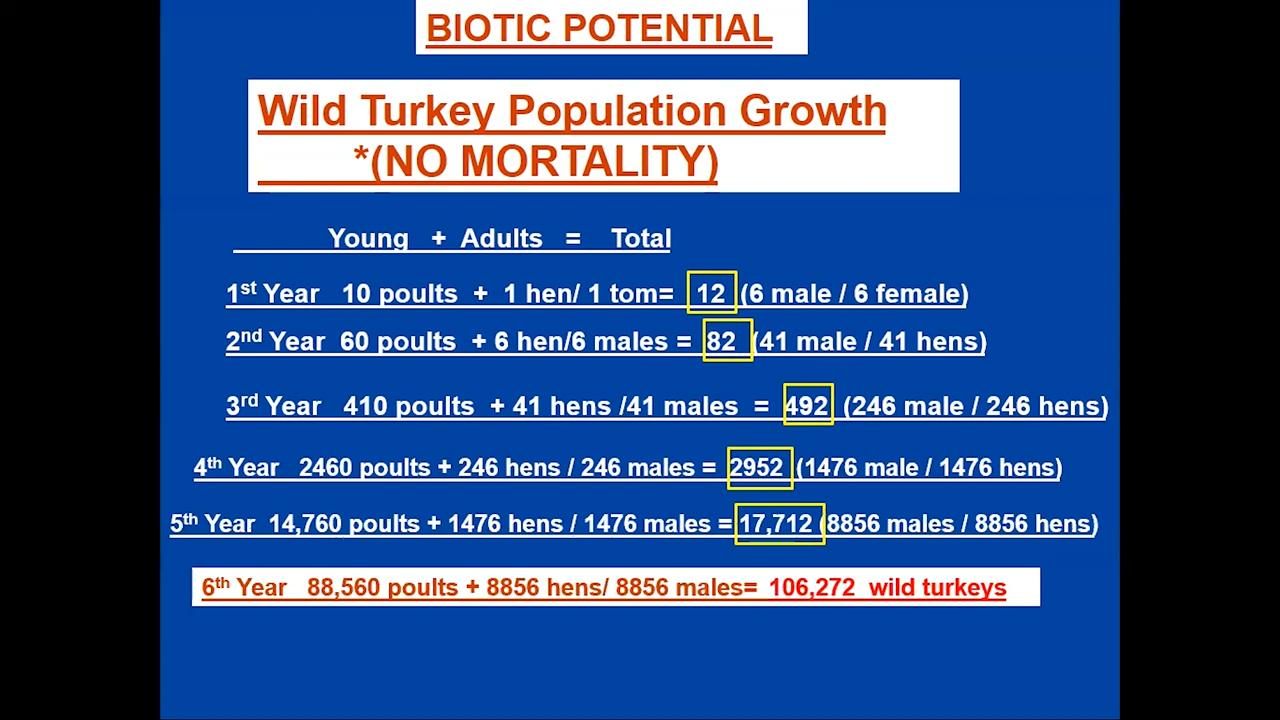 BIOTIC POTENTIAL
Wild Turkey Population Growth
*(NO MORTALITY)
Young + Adults = Total
1st Year 10 poults + 1 hen/ 1 tom= 12 (6 male / 6 female)
2nd Year 60 poults + 6 hen/6 males = 82 (41 male / 41 hens)
3rd Year 410 poults + 41 hens /41 males = 492 (246 male / 246 hens)
4th Year 2460 poults + 246 hens / 246 males = 2952 (1476 male / 1476 hens)
5th Year 14,760 poults + 1476 hens / 1476 males = 17,712 (8856 males / 8856 hens)
6th Year 88,560 poults + 8856 hens/ 8856 males= 106,272 wild turkeys